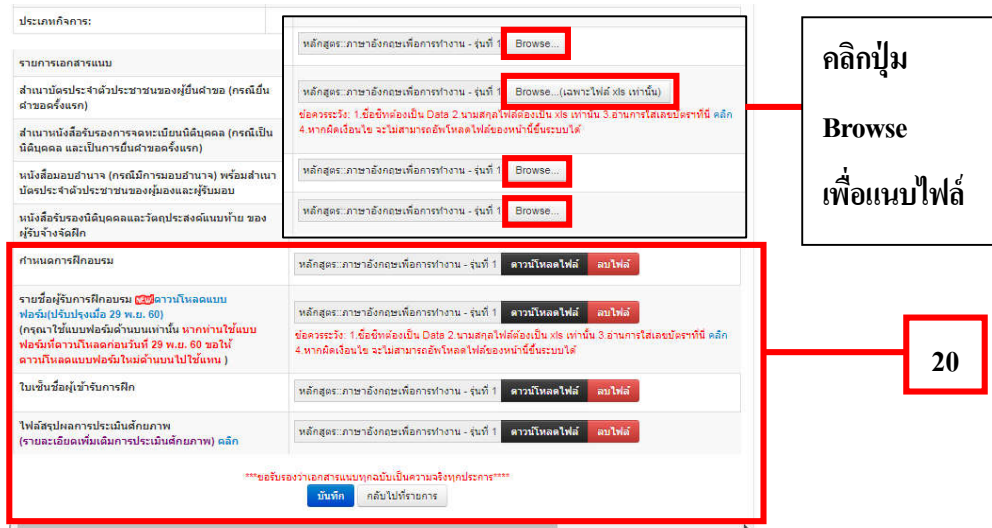 ประเภทกิจการ:
หลักสูตร::ภาษาอังกฤษเพื่อการทำงาน - รุ่นที่ 1 Browse...
รายการเอกสารแนบ
สำเนาบัตรประจำตัวประชาชนของผู้ยื่นคำขอ (กรณียื่น
คำขอครั้งแรก)
หลักสูตร::ภาษาอังกฤษเพื่อการทำงาน - รุ่นที่ 1 Browse...(เฉพาะไฟล์ xls เท่านั้น)
ข้อควรระวัง: 1.ชื่อชีทต้องเป็น Data 2.นามสกุลไฟล์ต้องเป็น xls เท่านั้น 3.อ่านการใส่เลขบัตรฯที่นี่ คลิก
4.หากผิดเงื่อนไข จะไม่สามารถอัพโหลดไฟล์ของหน้านี้ขึ้นระบบได้
สำเนาหนังสือรับรองการจดทะเบียนนิติบุคคล (กรณีเป็น
นิติบุคคล และเป็นการยื่นคำขอครั้งแรก)
หนังสือมอบอำนาจ (กรณีมีการมอบอำนาจ) พร้อมสำเนา
บัตรประจำตัวประชาชนของผู้มองและผู้รับมอบ
หลักสูตร::ภาษาอังกฤษเพื่อการทำงาน - รุ่นที่ 1 Browse...
หนังสือรับรองนิติบุคคลและวัตถุประสงค์แนบท้าย ของ
ผู้รับจ้างจัดฝึก
หลักสูตร::ภาษาอังกฤษเพื่อการทำงาน - รุ่นที่ 1 Browse...
คลิกปุ่ม
Browse
เพื่อแนบไฟล์
กำหนดการฝึกอบรม
หลักสูตร::ภาษาอังกฤษเพื่อการทำงาน - รุ่นที่ 1 ดาวน์โหลดไฟล์ ลบไฟล์
รายชื่อผู้รับการฝึกอบรม NEW ดาวน์โหลดแบบ
ฟอร์ม(ปรับปรุงเมื่อ 29 พ.ย. 60)
(กรุณาใช้แบบฟอร์มด้านบนเท่านั้น หากท่านใช้แบบ
ฟอร์มที่ดาวน์โหลดก่อนวันที่ 29 พ.ย. 60 ขอให้
ดาวน์โหลดแบบฟอร์มใหม่ด้านบนไปใช้แทน )
หลักสูตร::ภาษาอังกฤษเพื่อการทำงาน - รุ่นที่ 1 ดาวน์โหลดไฟล์ ลบไฟล์
ข้อควรระวัง: 1.ชื่อชีทต้องเป็น Data 2.นามสกุลไฟล์ต้องเป็น xls เท่านั้น 3.อ่านการใส่เลขบัตรฯที่นี่ คลิก
4.หากผิดเงื่อนไข จะไม่สามารถอัพโหลดไฟล์ของหน้านี้ขึ้นระบบได้
20
ใบเซ็นชื่อผู้เข้ารับการฝึก
หลักสูตร::ภาษาอังกฤษเพื่อการทำงาน - รุ่นที่ 1 ดาวน์โหลดไฟล์ ลบไฟล์
ไฟล์สรุปผลการประเมินศักยภาพ
(รายละเอียดเพิ่มเติมการประเมินศักยภาพ) คลิก
หลักสูตร::ภาษาอังกฤษเพื่อการทำงาน - รุ่นที่ 1 ดาวน์โหลดไฟล์ ลบไฟล์
***ขอรับรองว่าเอกสารแนบทุกฉบับเป็นความจริงทุกประการ****
บันทึก กลับไปที่รายการ